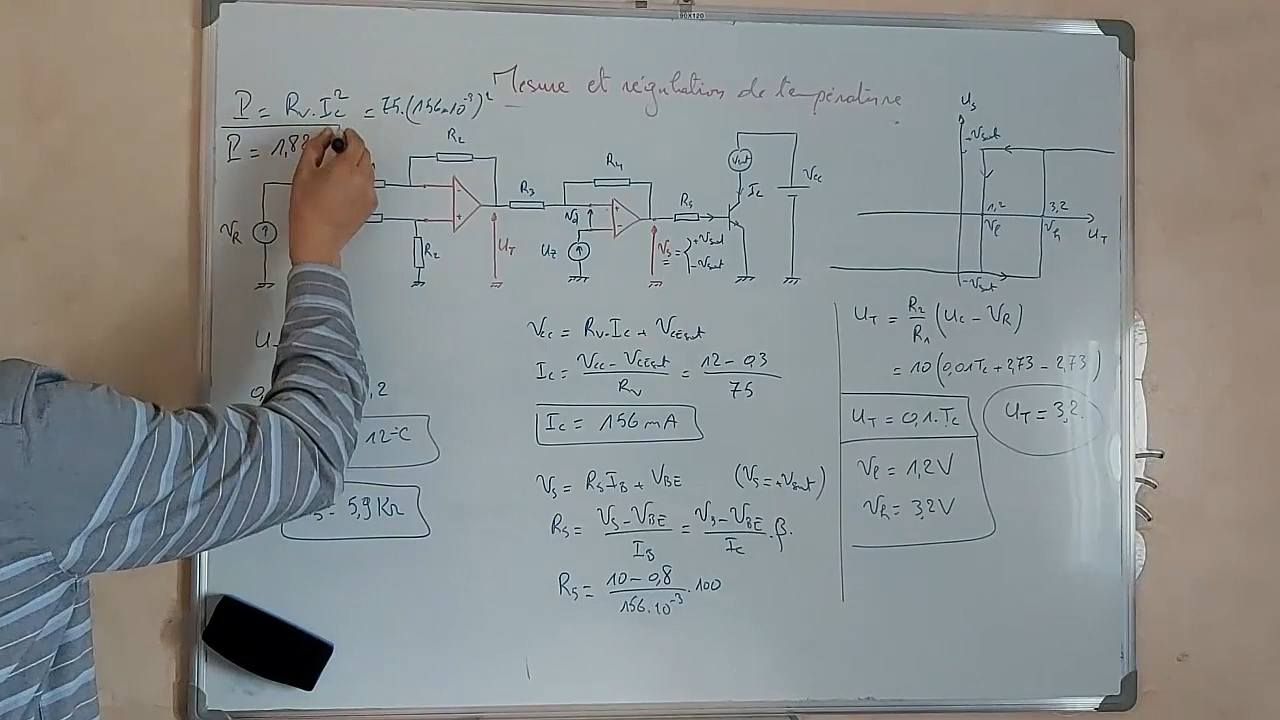 90X120
Mesure et régulation de température
P = Rv.Ic² = 75.(156.10⁻³)²
P = 1,88
R2
R3
R4
R5
Ic
Vcc
VR
R2
UT
Vd
Uz
Vs = +Vsat
-Vsat
Us
+Vsat
1,2
3,2
Vl
Vh
UT
-Vsat
Vcc = Rv.Ic + VCEsat
Ic = Vcc - VCEsat / Rv = 12 - 0,3 / 75
Ic = 156 mA
Vs = R5 IB + VBE (Vs = +Vsat)
R5 = Vs - VBE / IB = Vs - VBE / Ic . β
R5 = 10 - 0,8 / 156.10⁻³ . 100
12°C
= 5,9 KΩ
UT = R2 / R1 (Uc - VR)
= 10 (0,01Tc + 2,73 - 2,73)
UT = 0,1.Tc
UT = 3,2
Vl = 1,2V
Vh = 3,2V